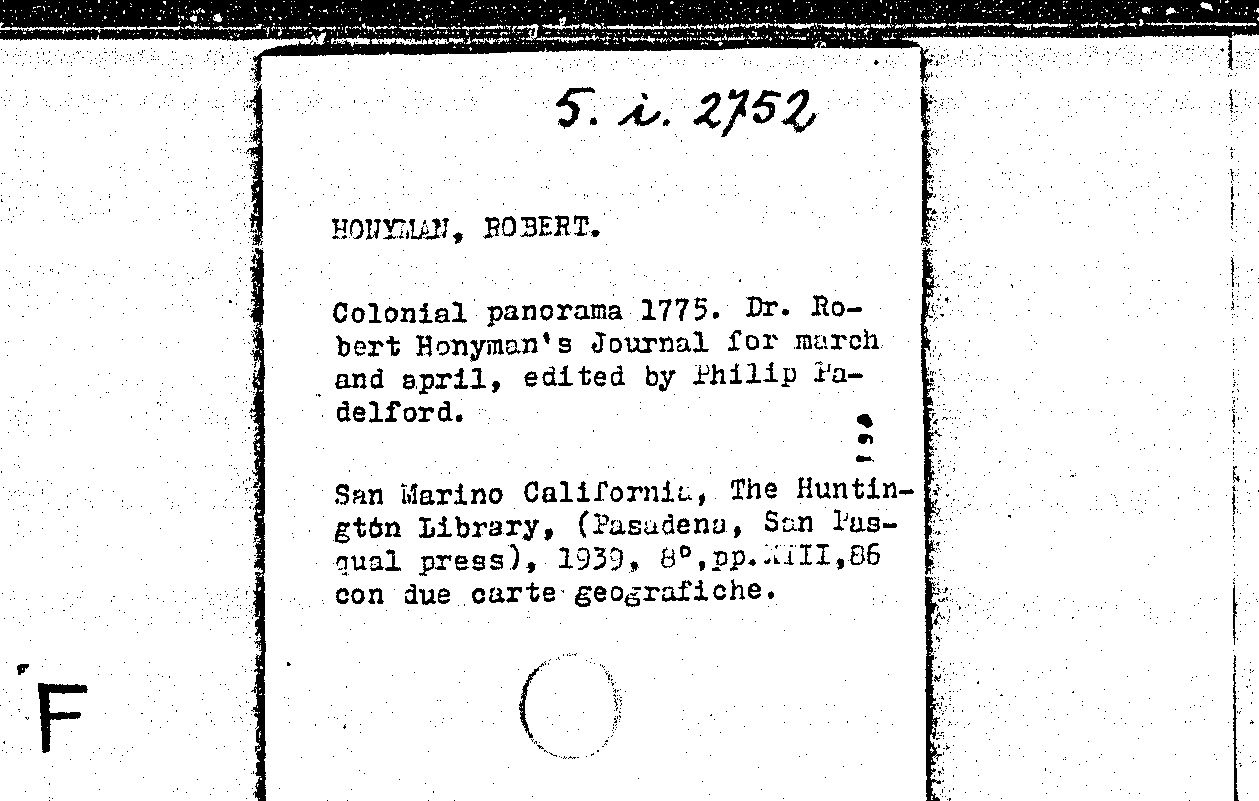 5. i. 2752
HONYMAN, ROBERT.
Colonial panorama 1775. Dr. Ro-
bert Honyman's Journal for march
and april, edited by Philip Pa-
delford.
San Marino California, The Huntin-
gton Library, (Pasadena, San Pas-
qual press), 1939, 8°,pp.XIII,86
con due carte geografiche.
F